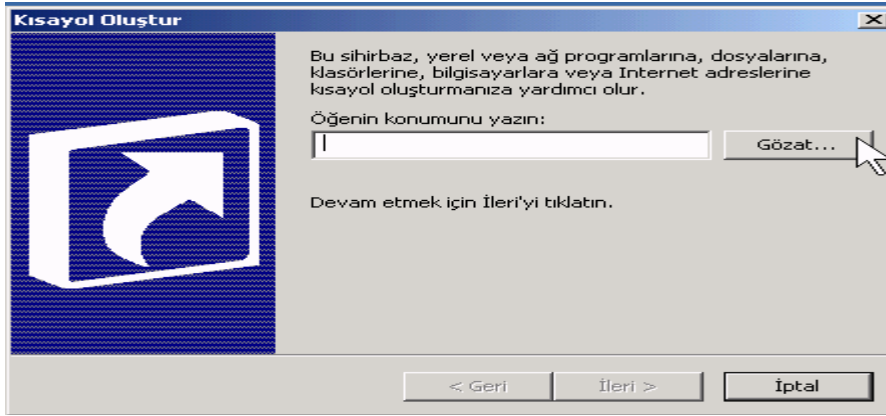 Kısayol Oluştur
Bu sihirbaz, yerel veya ağ programlarına, dosyalarına,
klasörlerine, bilgisayarlara veya Internet adreslerine
kısayol oluşturmanıza yardımcı olur.
Öğenin konumunu yazın:
Gözat...
Devam etmek için İleri'yi tıklatın.
< Geri
İleri >
İptal